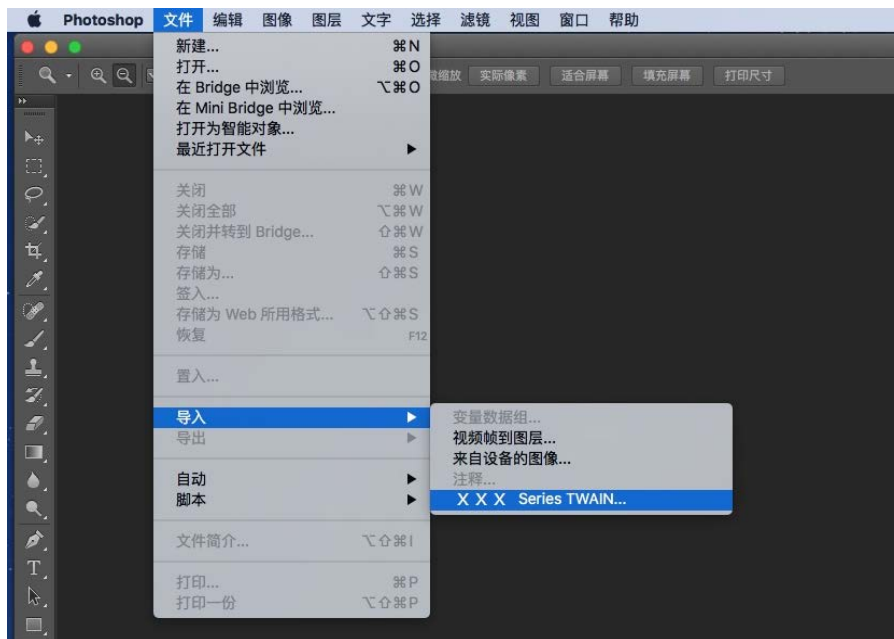 Photoshop 文件 编辑 图像 图层 文字 选择 滤镜 视图 窗口 帮助
缩放 实际像素 适合屏幕 填充屏幕 打印尺寸
新建... ⌘N
打开... ⌘O
在 Bridge 中浏览... ⌥⌘O
在 Mini Bridge 中浏览...
打开为智能对象...
最近打开文件 ▶
关闭 ⌘W
关闭全部 ⌥⌘W
关闭并转到 Bridge... ⇧⌘W
存储 ⌘S
存储为... ⇧⌘S
签入...
存储为 Web 所用格式... ⌥⇧⌘S
恢复 F12
置入...
导入 ▶
导出 ▶
变量数据组...
视频帧到图层...
来自设备的图像...
注释...
X X X Series TWAIN...
自动 ▶
脚本 ▶
文件简介... ⌥⇧⌘I
打印... ⌘P
打印一份 ⌥⇧⌘P